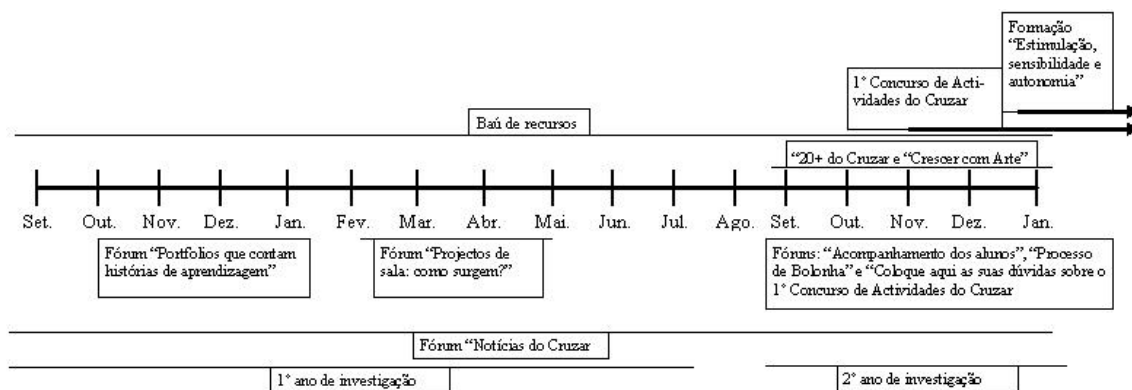 Formação
“Estimulação,
sensibilidade e
autonomia”
1º Concurso de Acti-
vidades do Cruzar
Baú de recursos
“20+ do Cruzar e “Crescer com Arte”
Set. Out. Nov. Dez. Jan. Fev. Mar. Abr. Mai. Jun. Jul. Ago. Set. Out. Nov. Dez. Jan.
Fórum “Portfolios que contam
histórias de aprendizagem”
Fórum “Projectos de
sala: como surgem?”
Fóruns: “Acompanhamento dos alunos”, “Processo
de Bolonha” e “Coloque aqui as suas dúvidas sobre o
1º Concurso de Actividades do Cruzar
Fórum “Notícias do Cruzar
1º ano de investigação
2º ano de investigação